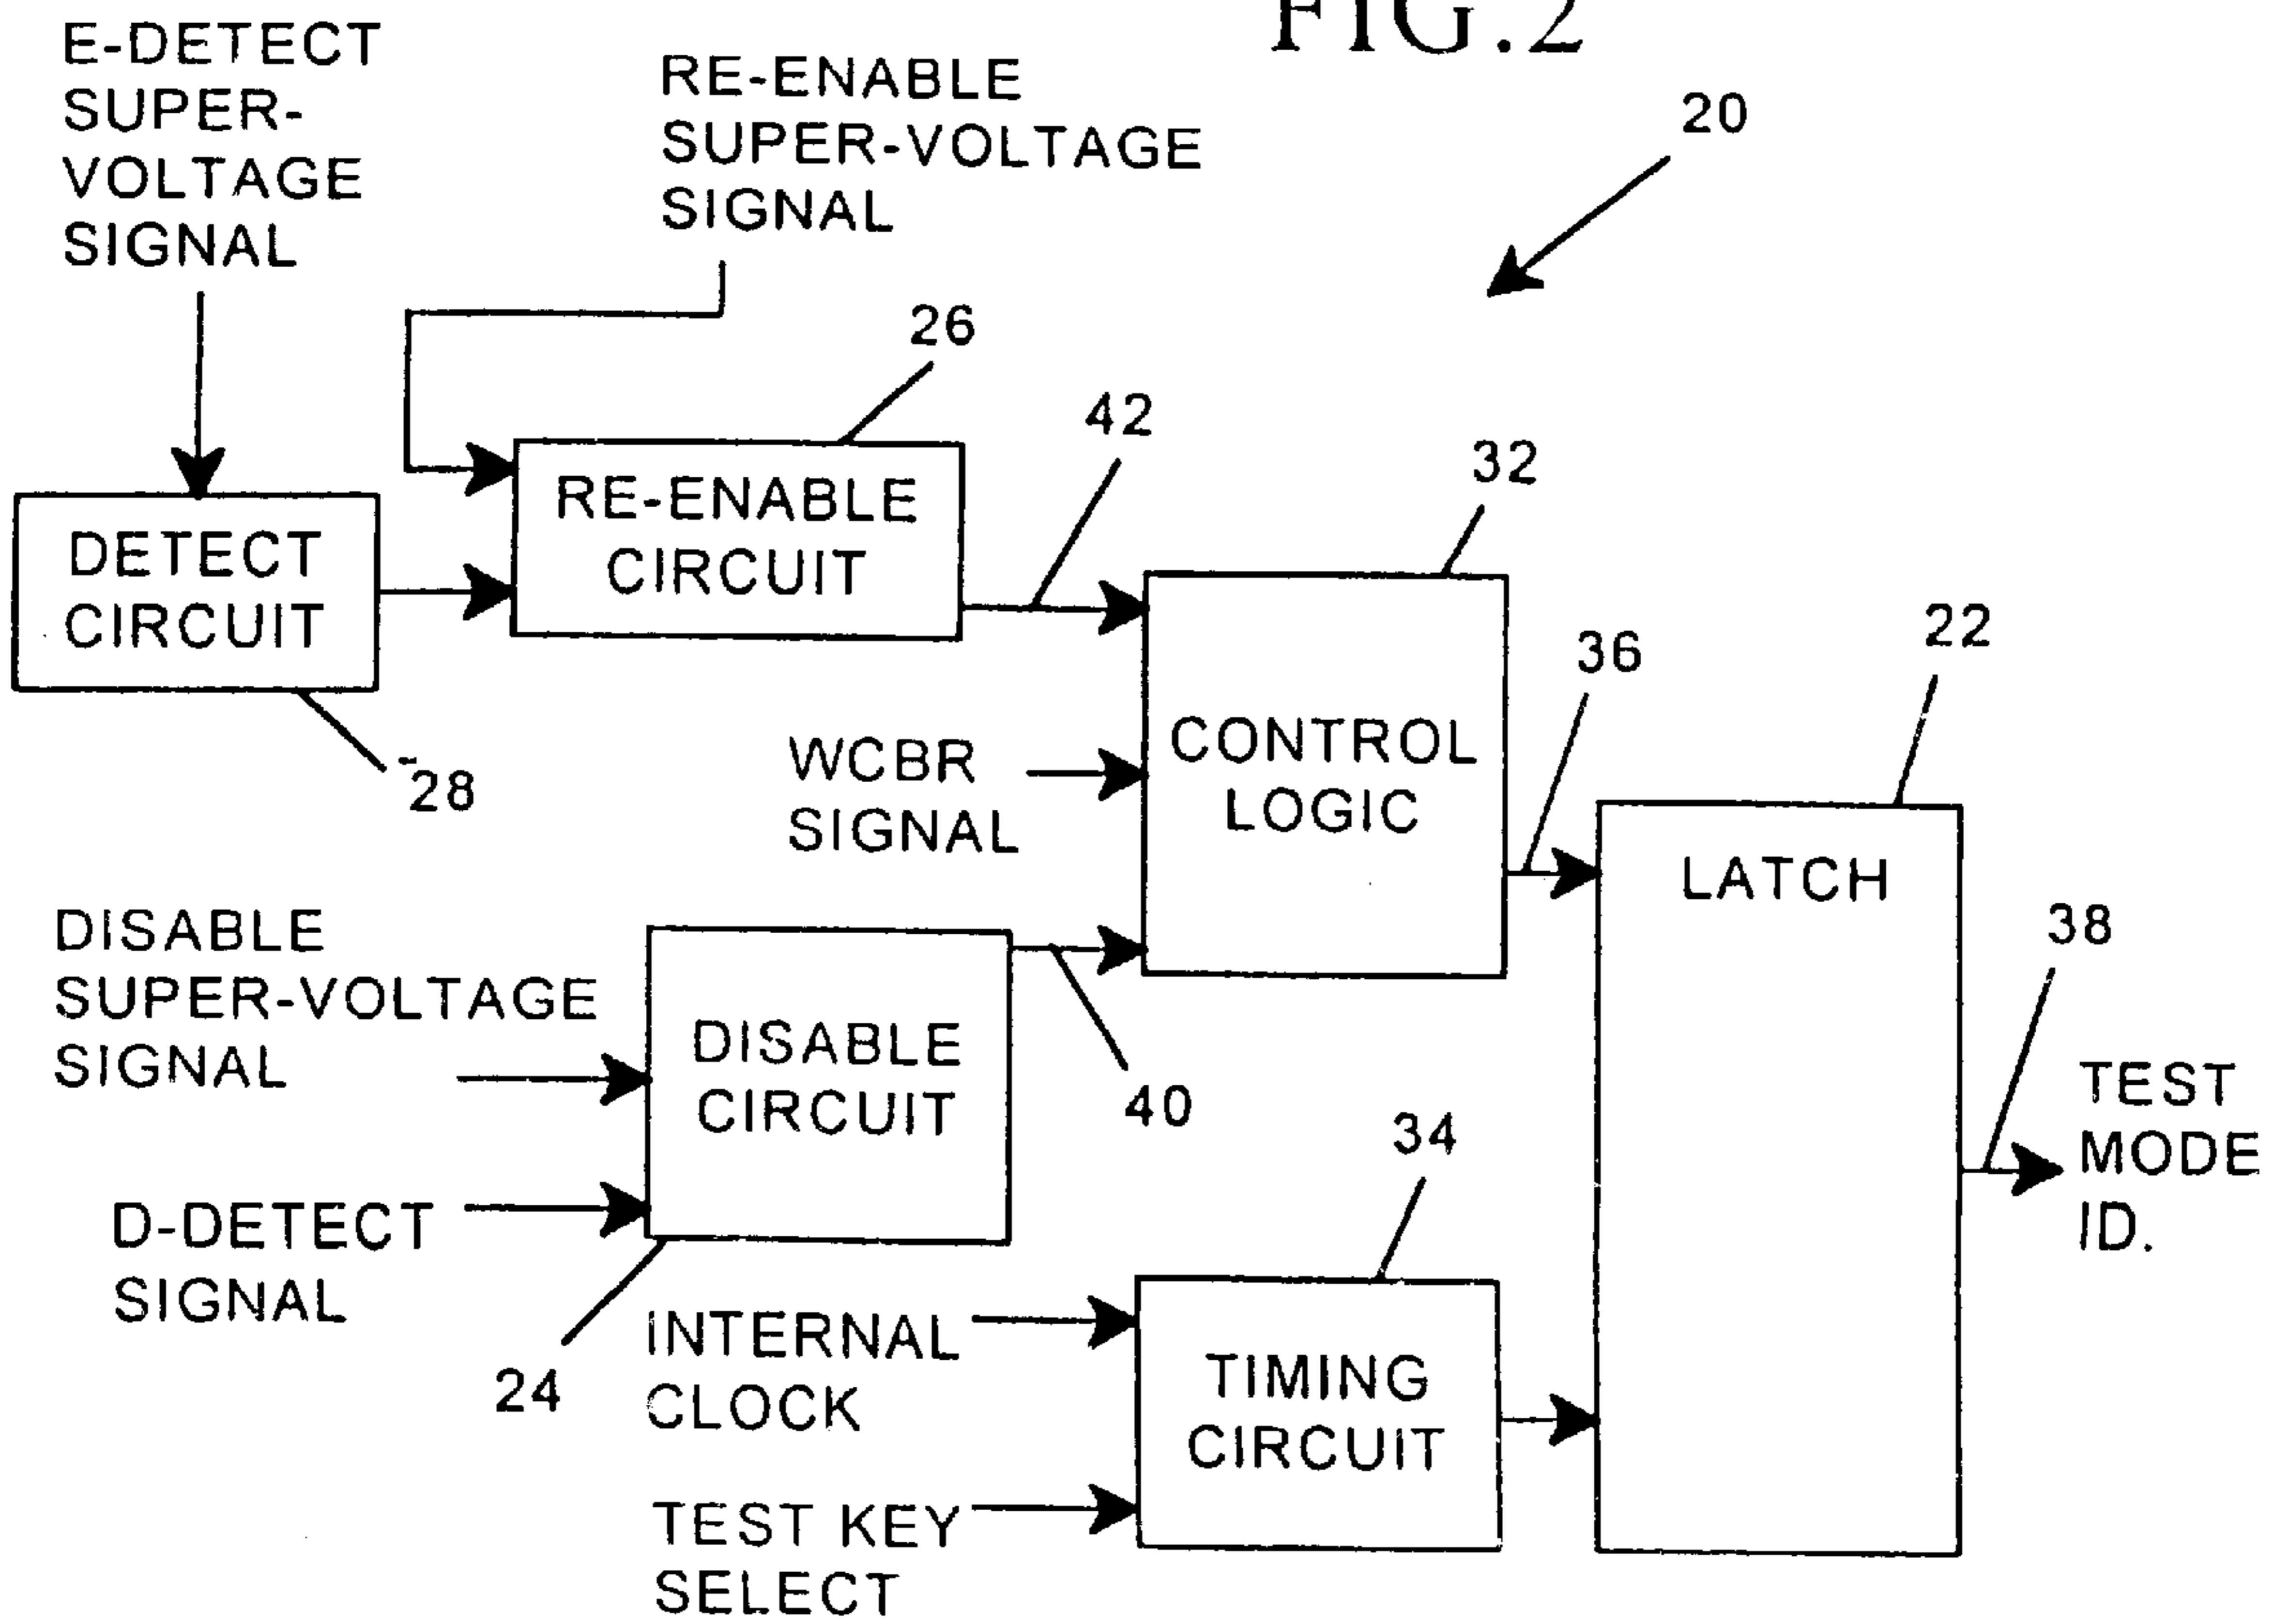 FIG.2
E-DETECT
SUPER-
VOLTAGE
SIGNAL
RE-ENABLE
SUPER-VOLTAGE
SIGNAL
20
26
42
32
RE-ENABLE
CIRCUIT
DETECT
CIRCUIT
28
36
22
WCBR
SIGNAL
CONTROL
LOGIC
LATCH
38
DISABLE
SUPER-VOLTAGE
SIGNAL
DISABLE
CIRCUIT
40
34
TEST
MODE
ID.
D-DETECT
SIGNAL
24
INTERNAL
CLOCK
TIMING
CIRCUIT
TEST KEY
SELECT